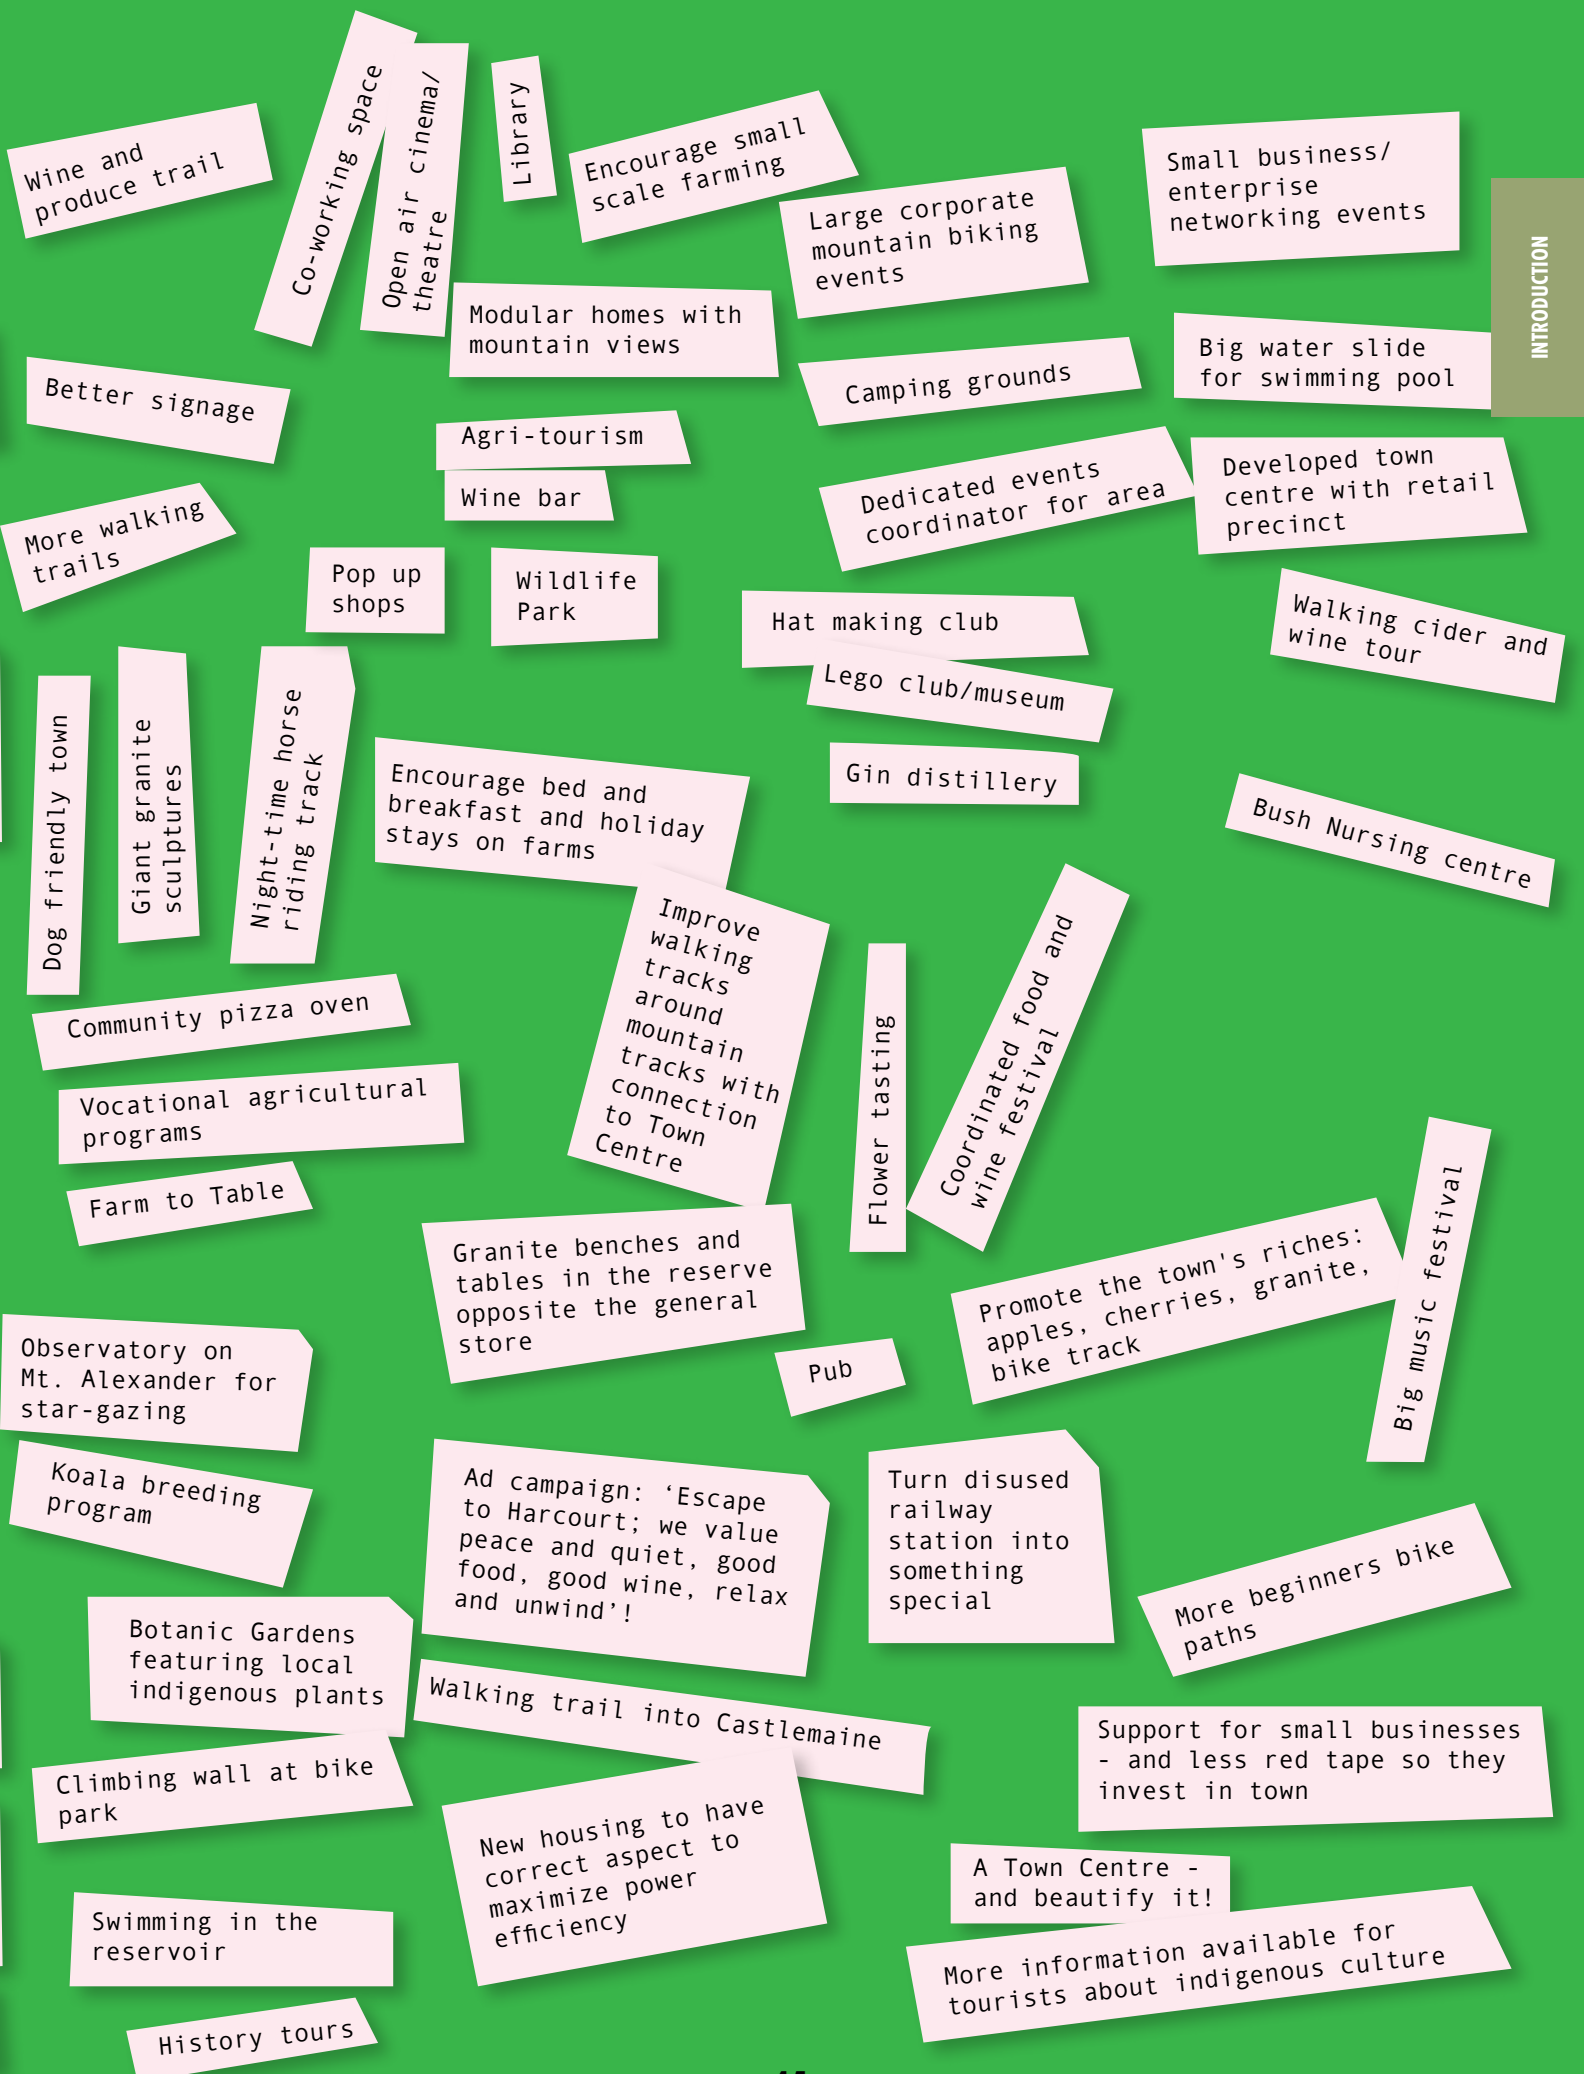 Wine and
produce trail
Co-working space
Open air cinema/
theatre
Library
Encourage small
scale farming
Large corporate
mountain biking
events
Small business/
enterprise
networking events
INTRODUCTION
Modular homes with
mountain views
Big water slide
for swimming pool
Better signage
Camping grounds
Agri-tourism
Wine bar
Dedicated events
coordinator for area
Developed town
centre with retail
precinct
More walking
trails
Pop up
shops
Wildlife
Park
Hat making club
Walking cider and
wine tour
Lego club/museum
Dog friendly town
Giant granite
sculptures
Night-time horse
riding track
Encourage bed and
breakfast and holiday
stays on farms
Gin distillery
Bush Nursing centre
Improve
walking
tracks
around
mountain
tracks with
connection
to Town
Centre
Flower tasting
Coordinated food and
wine festival
Community pizza oven
Vocational agricultural
programs
Farm to Table
Granite benches and
tables in the reserve
opposite the general
store
Promote the town's riches:
apples, cherries, granite,
bike track
Big music festival
Observatory on
Mt. Alexander for
star-gazing
Pub
Koala breeding
program
Ad campaign: ‘Escape
to Harcourt; we value
peace and quiet, good
food, good wine, relax
and unwind’!
Turn disused
railway
station into
something
special
More beginners bike
paths
Botanic Gardens
featuring local
indigenous plants
Walking trail into Castlemaine
Support for small businesses
- and less red tape so they
invest in town
Climbing wall at bike
park
New housing to have
correct aspect to
maximize power
efficiency
A Town Centre -
and beautify it!
Swimming in the
reservoir
More information available for
tourists about indigenous culture
History tours